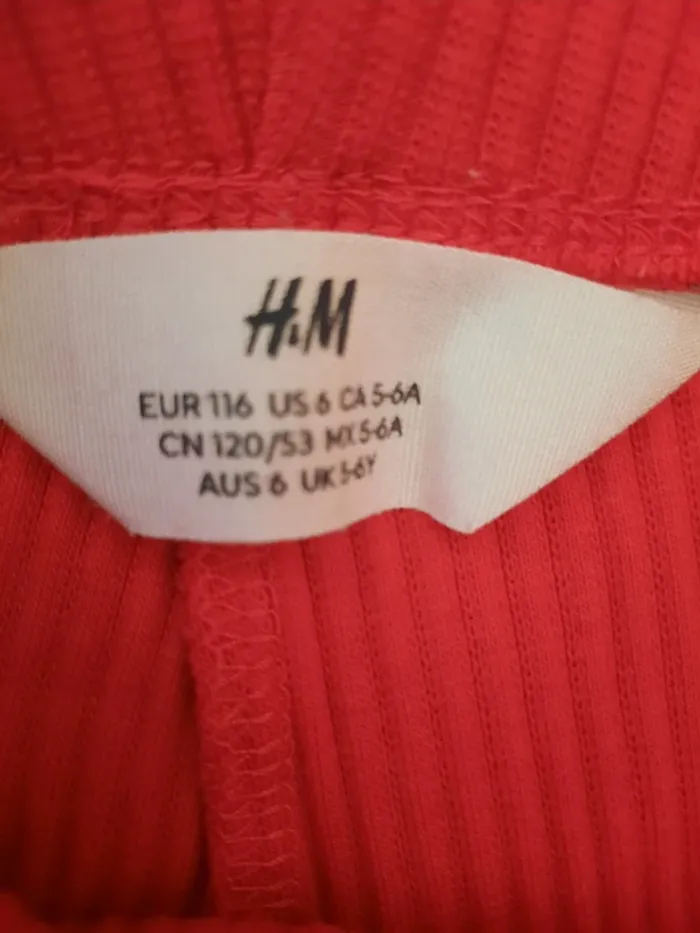 H&M
EUR 116 US 6 CA 5-6A
CN 120/53 MX 5-6A
AUS 6 UK 5-6Y